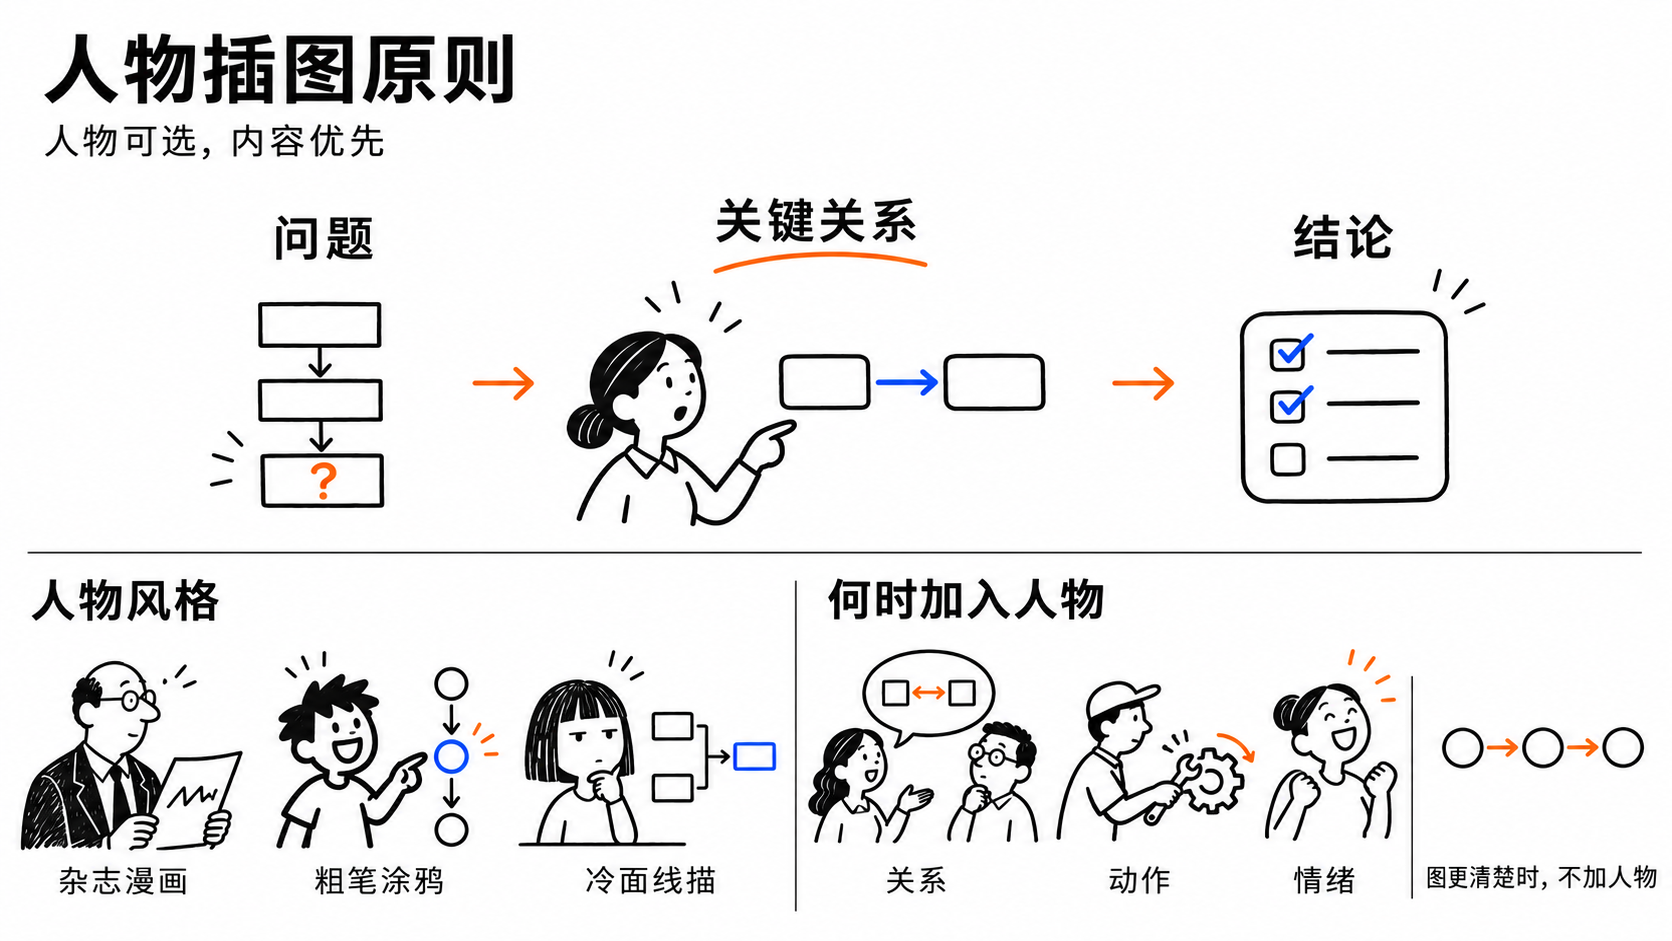 人物插图原则
人物可选，内容优先
问题
关键关系
结论
?
人物风格
何时加入人物
杂志漫画
粗笔涂鸦
冷面线描
关系
动作
情绪
图更清楚时，不加人物